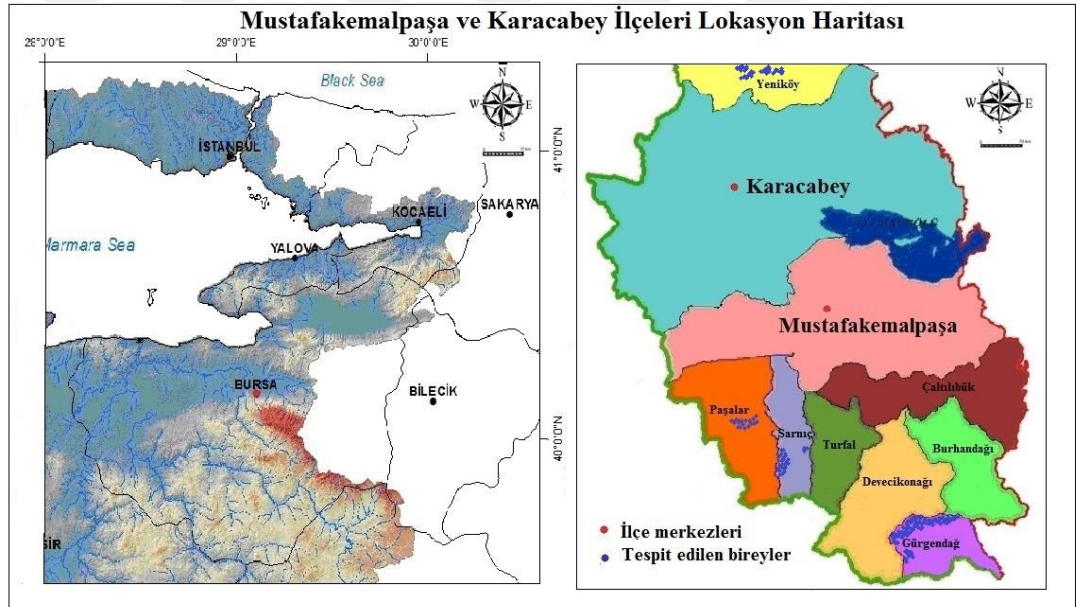 Mustafakemalpaşa ve Karacabey İlçeleri Lokasyon Haritası
28°0'0"E
29°0'0"E
30°0'0"E
Black Sea
N
W
E
S
İSTANBUL
41°0'0"N
KOCAELİ
SAKARYA
Marmara Sea
YALOVA
BURSA
BİLECİK
40°0'0"N
SİR
Yeniköy
N
W
E
S
Karacabey
Mustafakemalpaşa
Çaltılıbük
Paşalar
Sarnıç
Turfal
Burhandağı
Devecikonağı
Gürgendağ
İlçe merkezleri
Tespit edilen bireyler